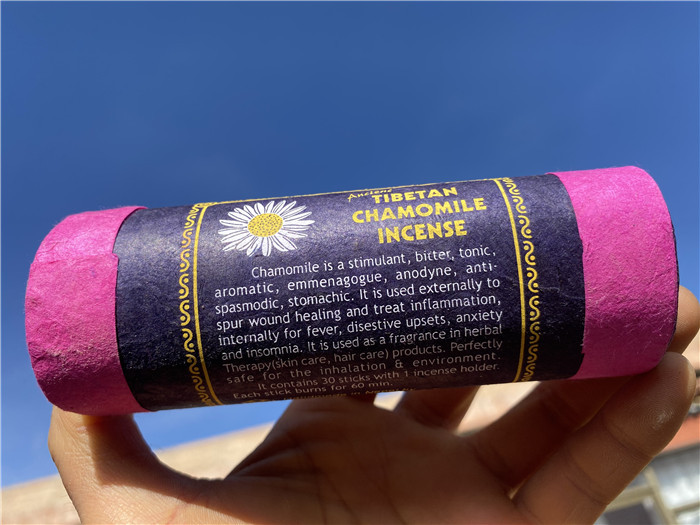 Ancient
TIBETAN
CHAMOMILE
INCENSE
Chamomile is a stimulant, bitter, tonic,
aromatic, emmenagogue, anodyne, anti-
spasmodic, stomachic. It is used externally to
spur wound healing and treat inflammation,
internally for fever, disestive upsets, anxiety
and insomnia. It is used as a fragrance in herbal
Therapy(skin care, hair care) products. Perfectly
safe for the inhalation & environment.
It contains 30 sticks with 1 incense holder.
Each stick burns for 60 min.